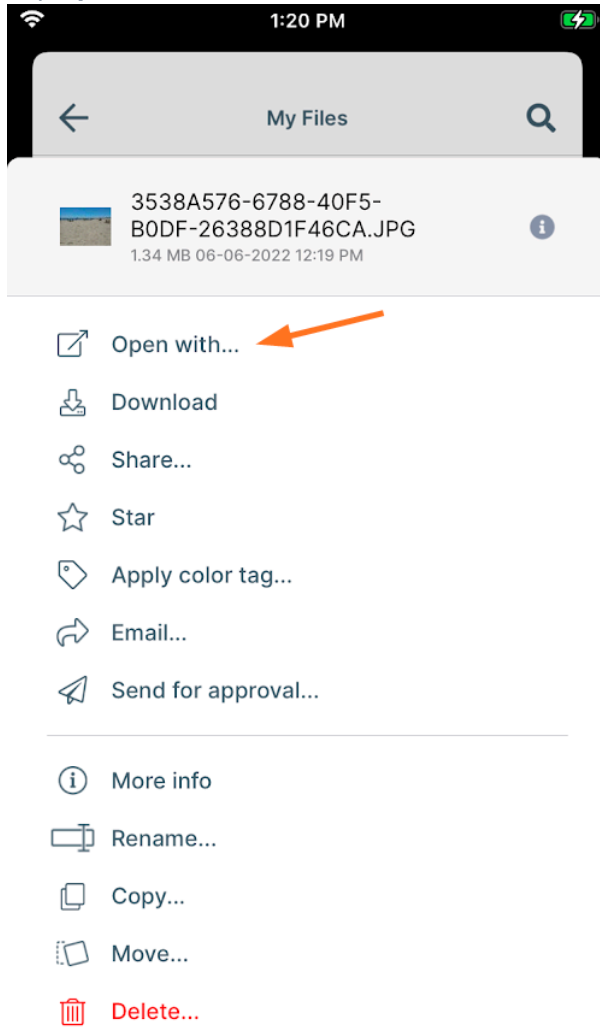 1:20 PM
My Files
3538A576-6788-40F5-
B0DF-26388D1F46CA.JPG
1.34 MB 06-06-2022 12:19 PM
Open with...
Download
Share...
Star
Apply color tag...
Email...
Send for approval...
More info
Rename...
Copy...
Move...
Delete...